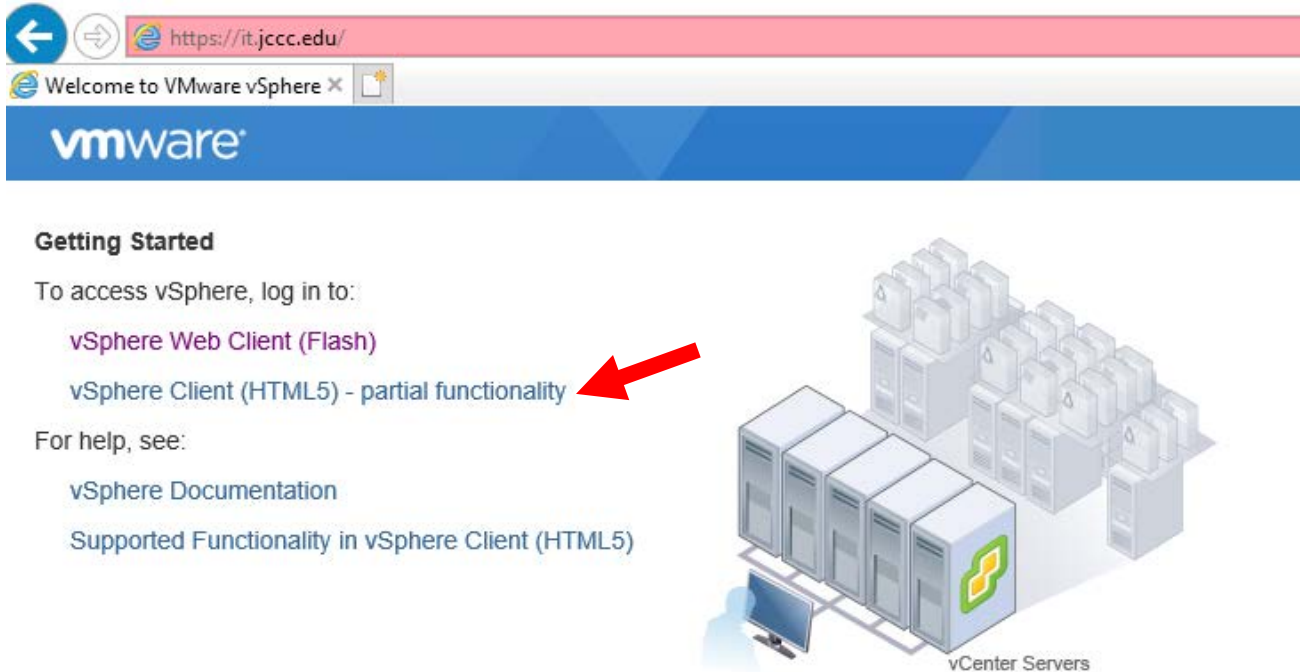 https://it.jccc.edu/
Welcome to VMware vSphere
vmware
Getting Started
To access vSphere, log in to:
vSphere Web Client (Flash)
vSphere Client (HTML5) - partial functionality
For help, see:
vSphere Documentation
Supported Functionality in vSphere Client (HTML5)
vCenter Servers